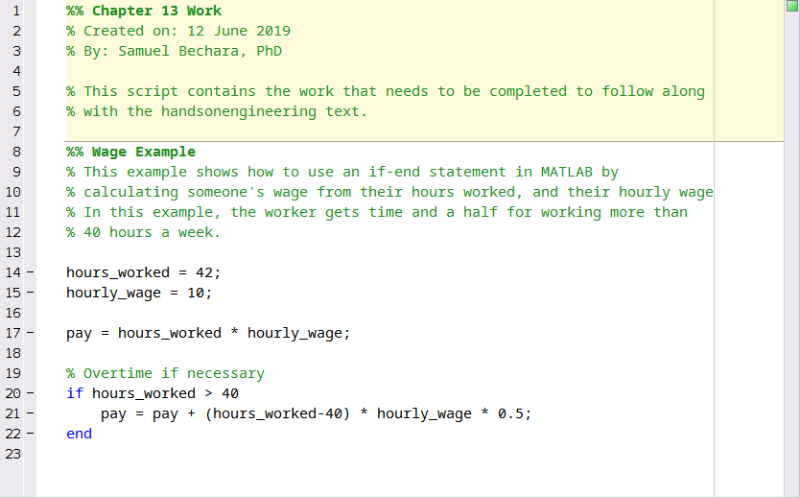 1 %% Chapter 13 Work
2 % Created on: 12 June 2019
3 % By: Samuel Bechara, PhD
4
5 % This script contains the work that needs to be completed to follow along
6 % with the handsonengineering text.
7
8 %% Wage Example
9 % This example shows how to use an if-end statement in MATLAB by
10 % calculating someone's wage from their hours worked, and their hourly wage
11 % In this example, the worker gets time and a half for working more than
12 % 40 hours a week.
13
14 – hours_worked = 42;
15 – hourly_wage = 10;
16
17 – pay = hours_worked * hourly_wage;
18
19 % Overtime if necessary
20 – if hours_worked > 40
21 –     pay = pay + (hours_worked-40) * hourly_wage * 0.5;
22 – end
23